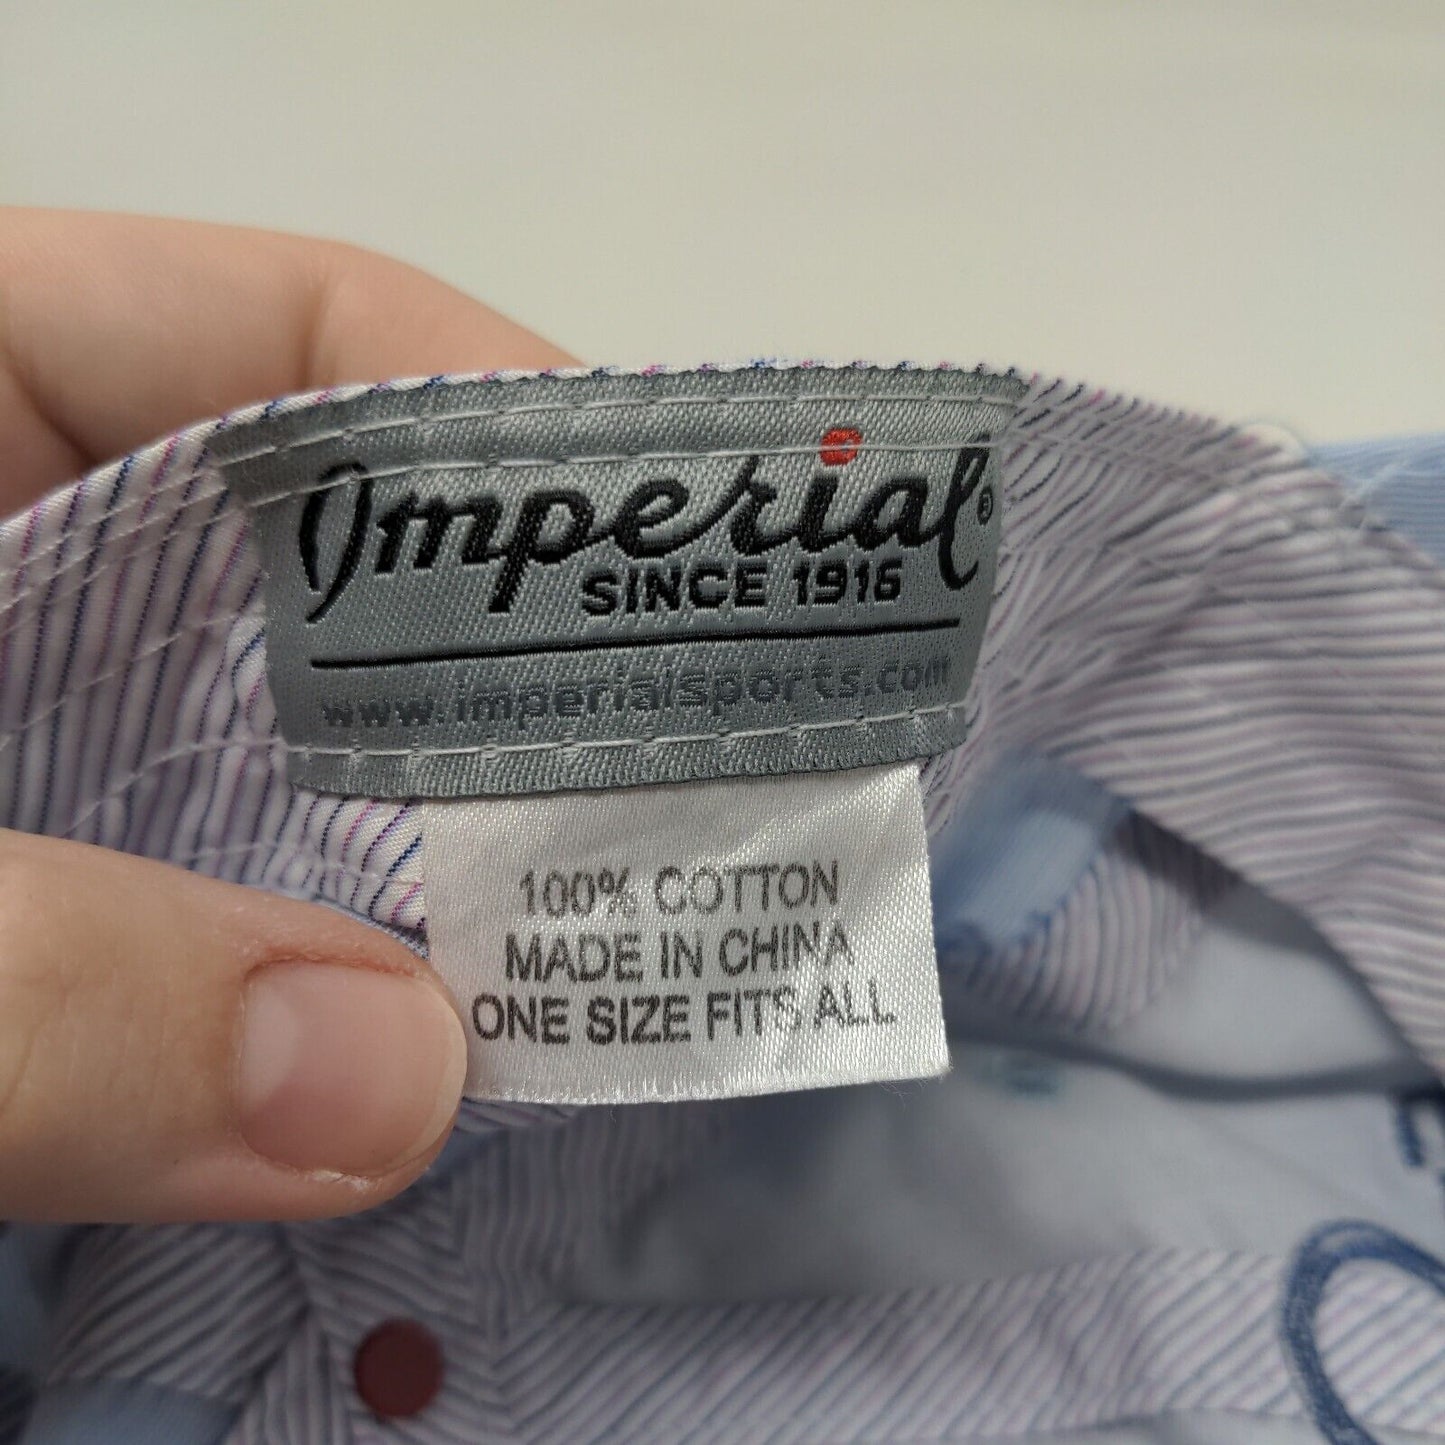 Imperial®
SINCE 1916
www.imperialsports.com
100% COTTON
MADE IN CHINA
ONE SIZE FITS ALL